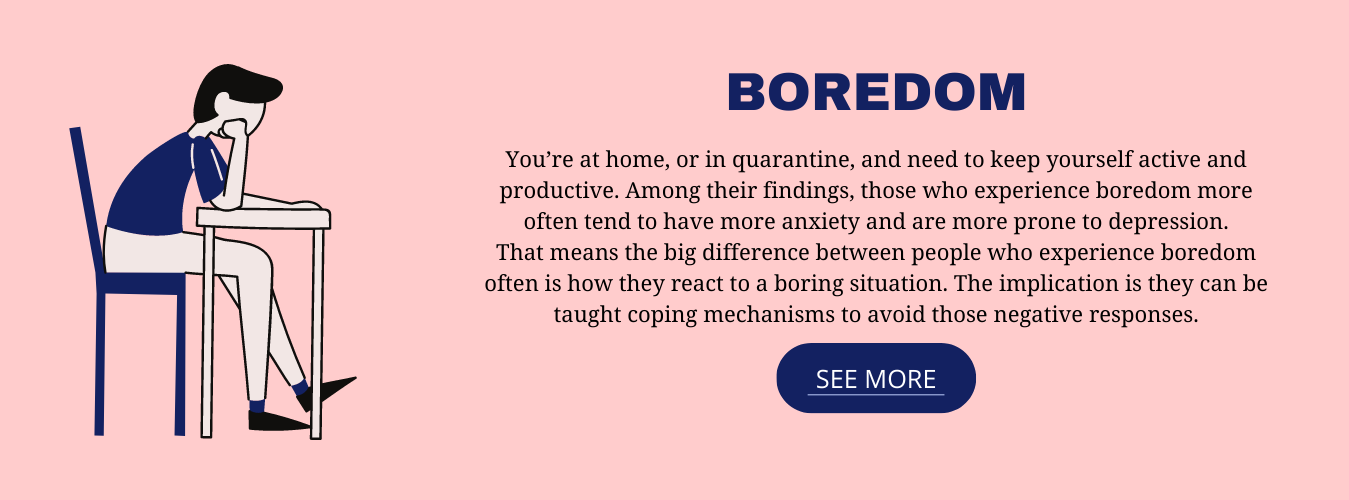 BOREDOM
You’re at home, or in quarantine, and need to keep yourself active and
productive. Among their findings, those who experience boredom more
often tend to have more anxiety and are more prone to depression.
That means the big difference between people who experience boredom
often is how they react to a boring situation. The implication is they can be
taught coping mechanisms to avoid those negative responses.
SEE MORE